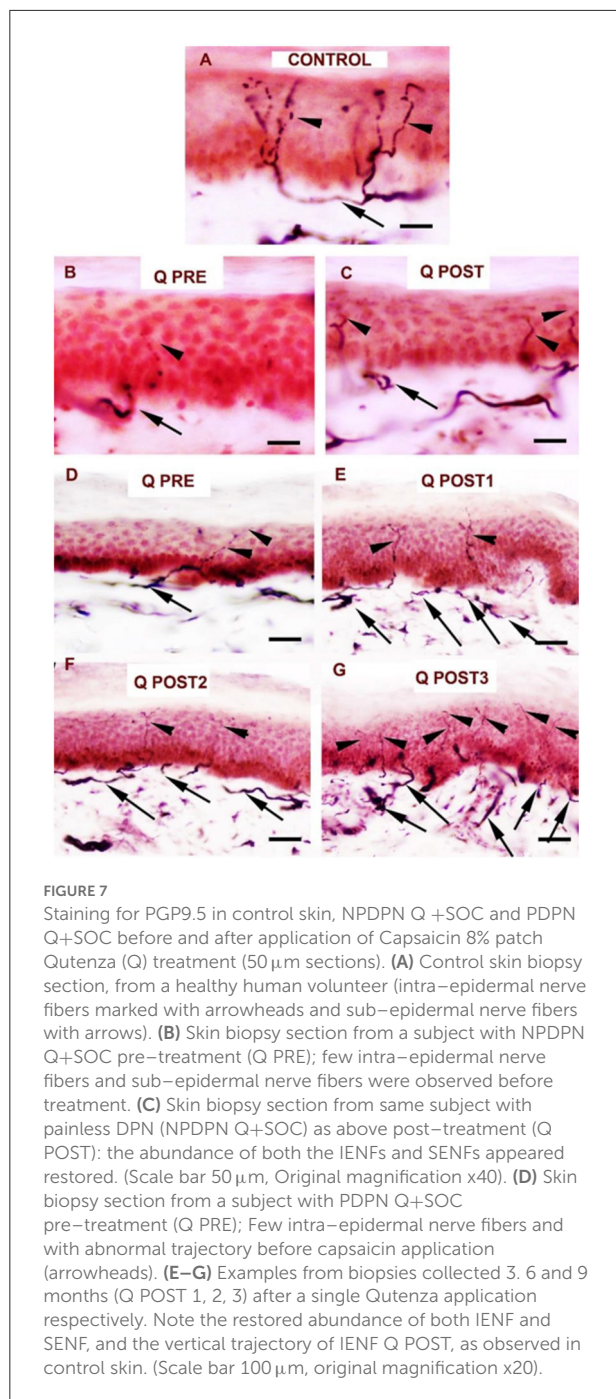 A
CONTROL
B
Q PRE
C
Q POST
D
Q PRE
E
Q POST1
F
Q POST2
G
Q POST3
FIGURE 7
Staining for PGP9.5 in control skin, NPDPN Q +SOC and PDPN
Q+SOC before and after application of Capsaicin 8% patch
Qutenza (Q) treatment (50 μm sections). (A) Control skin biopsy
section, from a healthy human volunteer (intra–epidermal nerve
fibers marked with arrowheads and sub–epidermal nerve fibers
with arrows). (B) Skin biopsy section from a subject with NPDPN
Q+SOC pre–treatment (Q PRE); few intra–epidermal nerve
fibers and sub–epidermal nerve fibers were observed before
treatment. (C) Skin biopsy section from same subject with
painless DPN (NPDPN Q+SOC) as above post–treatment (Q
POST): the abundance of both the IENFs and SENFs appeared
restored. (Scale bar 50 μm, Original magnification x40). (D) Skin
biopsy section from a subject with PDPN Q+SOC
pre–treatment (Q PRE); Few intra–epidermal nerve fibers and
with abnormal trajectory before capsaicin application
(arrowheads). (E–G) Examples from biopsies collected 3. 6 and 9
months (Q POST 1, 2, 3) after a single Qutenza application
respectively. Note the restored abundance of both IENF and
SENF, and the vertical trajectory of IENF Q POST, as observed in
control skin. (Scale bar 100 μm, original magnification x20).